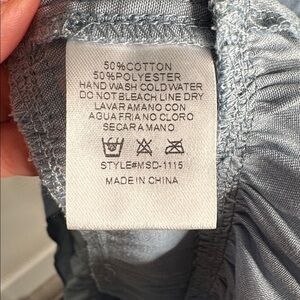 50%COTTON
50%POLYESTER
HAND WASH COLD WATER
DO NOT BLEACH LINE DRY
LAVAR A MANO CON
AGUA FRIA NO CLORO
SECAR A MANO
STYLE#MSD-1115
MADE IN CHINA